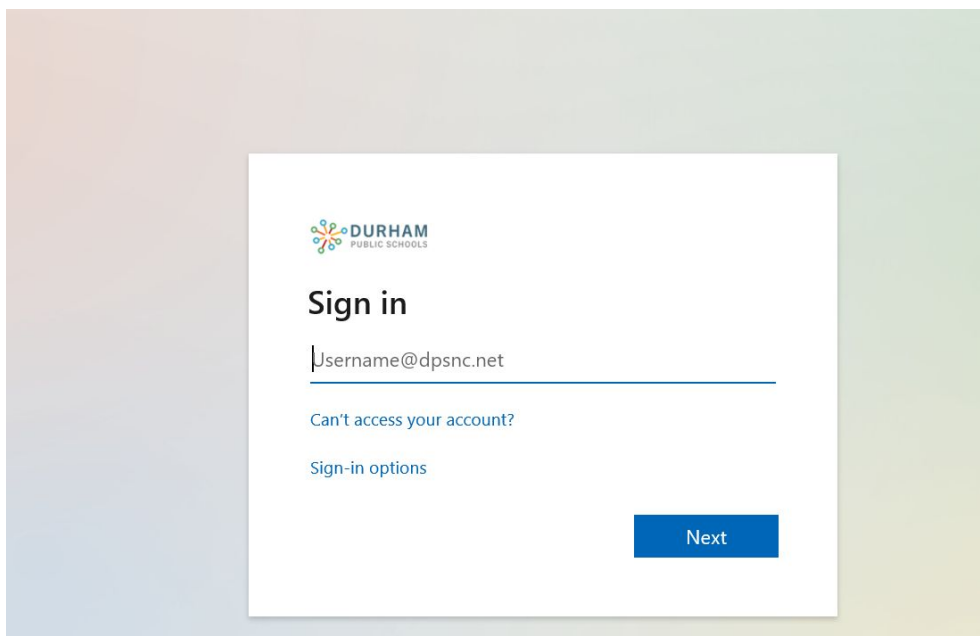 DURHAM
PUBLIC SCHOOLS
Sign in
Username@dpsnc.net
Can't access your account?
Sign-in options
Next